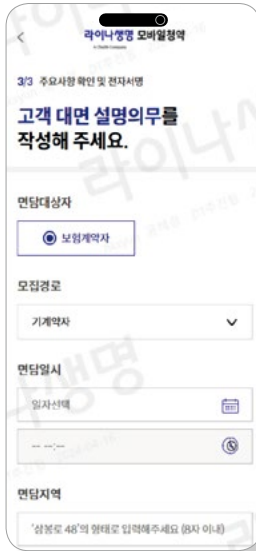 라이나생명 모바일청약
3/3 주요사항 확인 및 전자서명
고객 대면 설명의무를
작성해 주세요.
면담대상자
보험계약자
모집경로
기계약자
면담일시
일자선택
-- --:--
면담지역
'삼봉로 48'의 형태로 입력해주세요 (8자 이내)